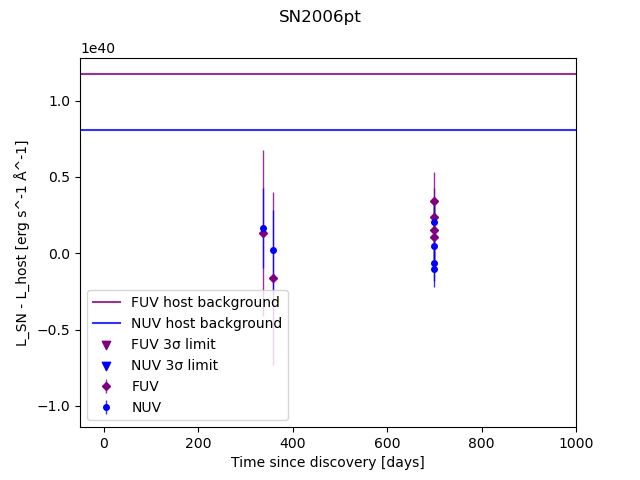 SN2006pt
1e40
1.0
0.5
0.0
−0.5
−1.0
L_SN - L_host [erg s^-1 Å^-1]
FUV host background
NUV host background
FUV 3σ limit
NUV 3σ limit
FUV
NUV
0 200 400 600 800 1000
Time since discovery [days]